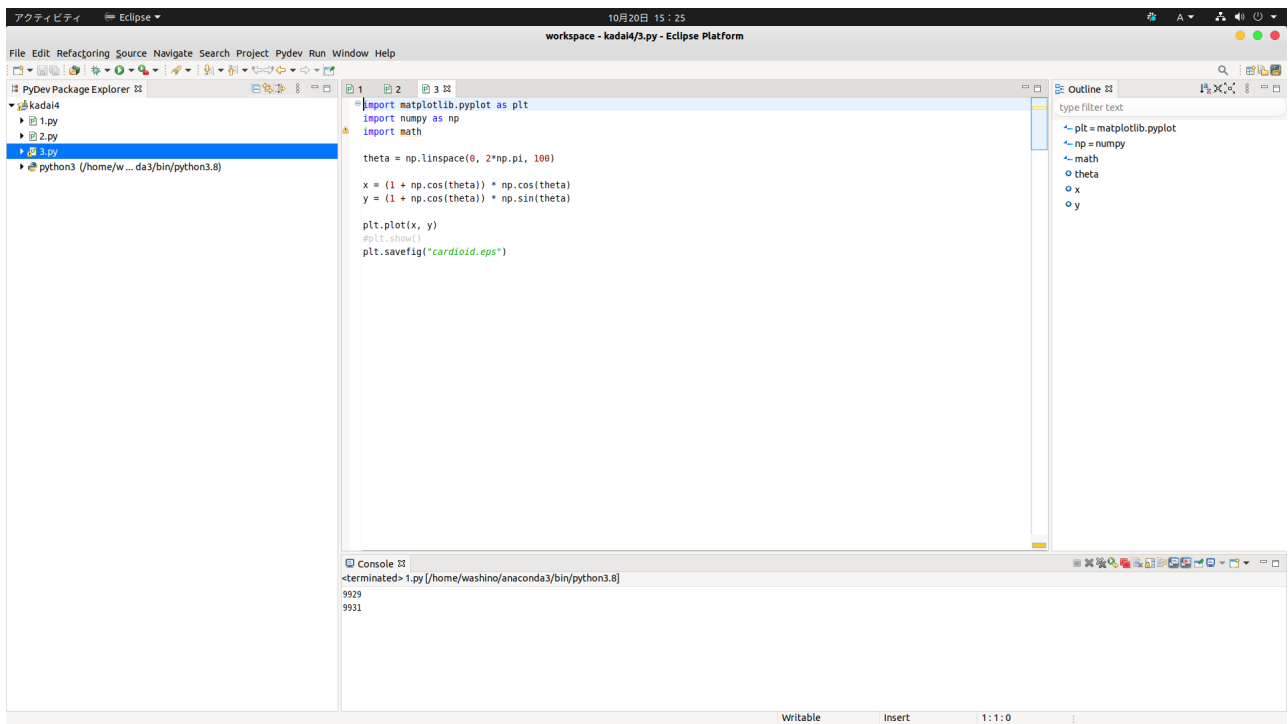 アクティビティ Eclipse 10月20日 15：25 A
workspace - kadai4/3.py - Eclipse Platform
File Edit Refactoring Source Navigate Search Project Pydev Run Window Help
PyDev Package Explorer
kadai4
1.py
2.py
3.py
python3 (/home/w ... da3/bin/python3.8)
1 2 3
import matplotlib.pyplot as plt
import numpy as np
import math
theta = np.linspace(0, 2*np.pi, 100)
x = (1 + np.cos(theta)) * np.cos(theta)
y = (1 + np.cos(theta)) * np.sin(theta)
plt.plot(x, y)
#plt.show()
plt.savefig("cardioid.eps")
Outline
type filter text
plt = matplotlib.pyplot
np = numpy
math
theta
x
y
Console
<terminated> 1.py [/home/washino/anaconda3/bin/python3.8]
9929
9931
Writable Insert 1 : 1 : 0